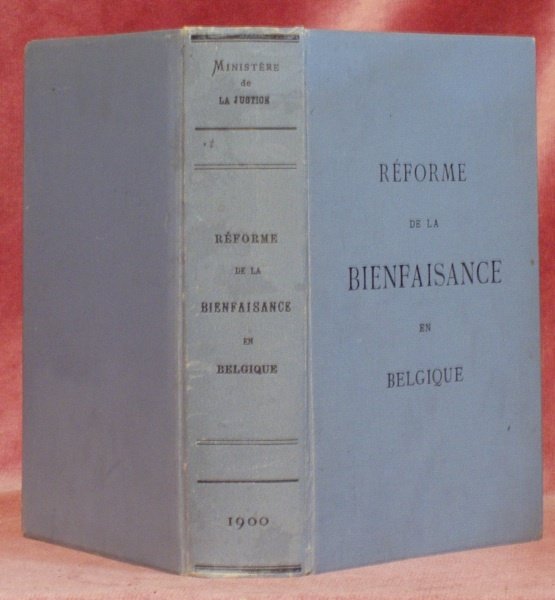 MINISTÈRE
de
LA JUSTICE
RÉFORME
DE LA
BIENFAISANCE
EN
BELGIQUE
1900
RÉFORME
DE LA
BIENFAISANCE
EN
BELGIQUE